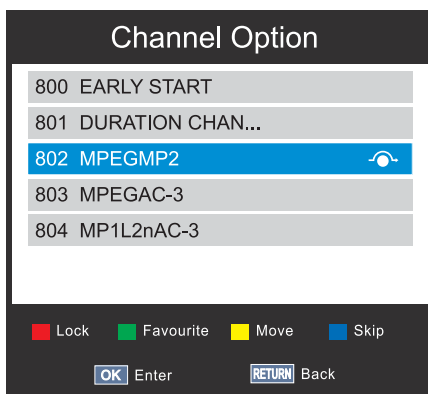 Channel Option
800 EARLY START
801 DURATION CHAN...
802 MPEGMP2
803 MPEGAC-3
804 MP1L2nAC-3
Lock Favourite Move Skip
OK Enter RETURN Back